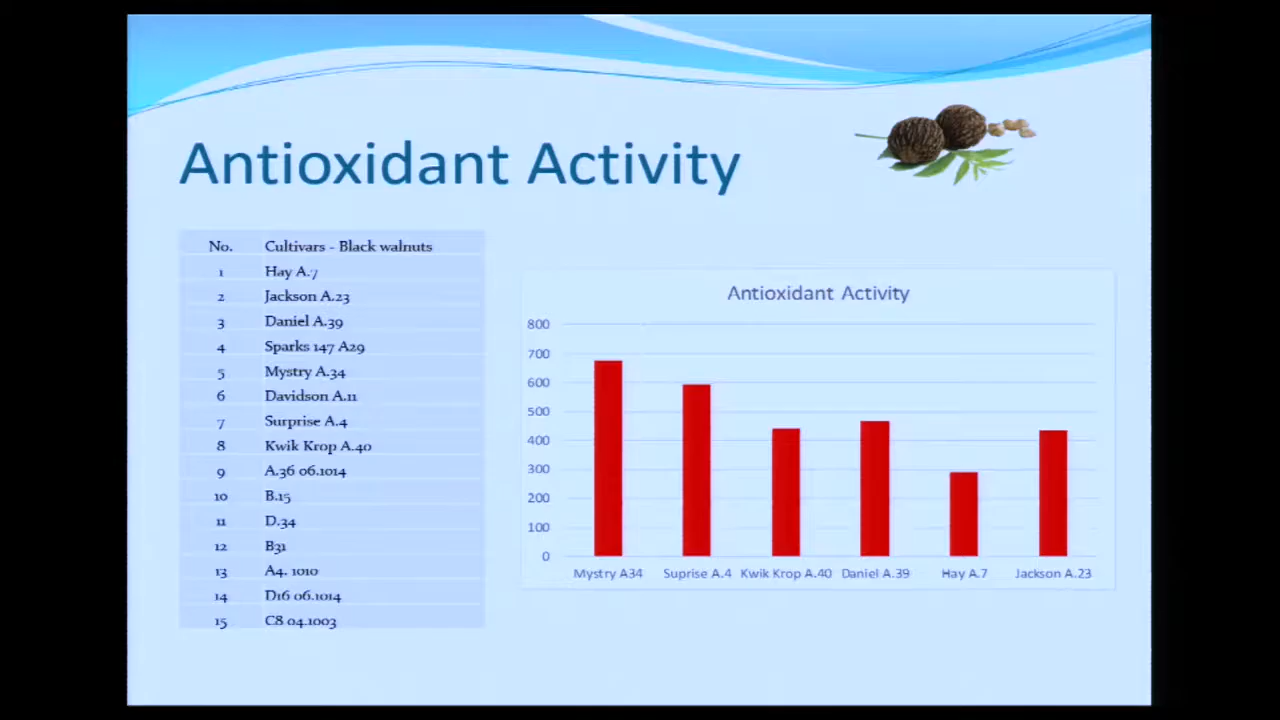 Antioxidant Activity
No. Cultivars - Black walnuts
1 Hay A.7
2 Jackson A.23
3 Daniel A.39
4 Sparks 147 A29
5 Mystry A.34
6 Davidson A.11
7 Surprise A.4
8 Kwik Krop A.40
9 A.36 06.1014
10 B.15
11 D.34
12 B31
13 A4. 1010
14 D16 06.1014
15 C8 04.1003
Antioxidant Activity
800
700
600
500
400
300
200
100
0
Mystry A34 Suprise A.4 Kwik Krop A.40 Daniel A.39 Hay A.7 Jackson A.23